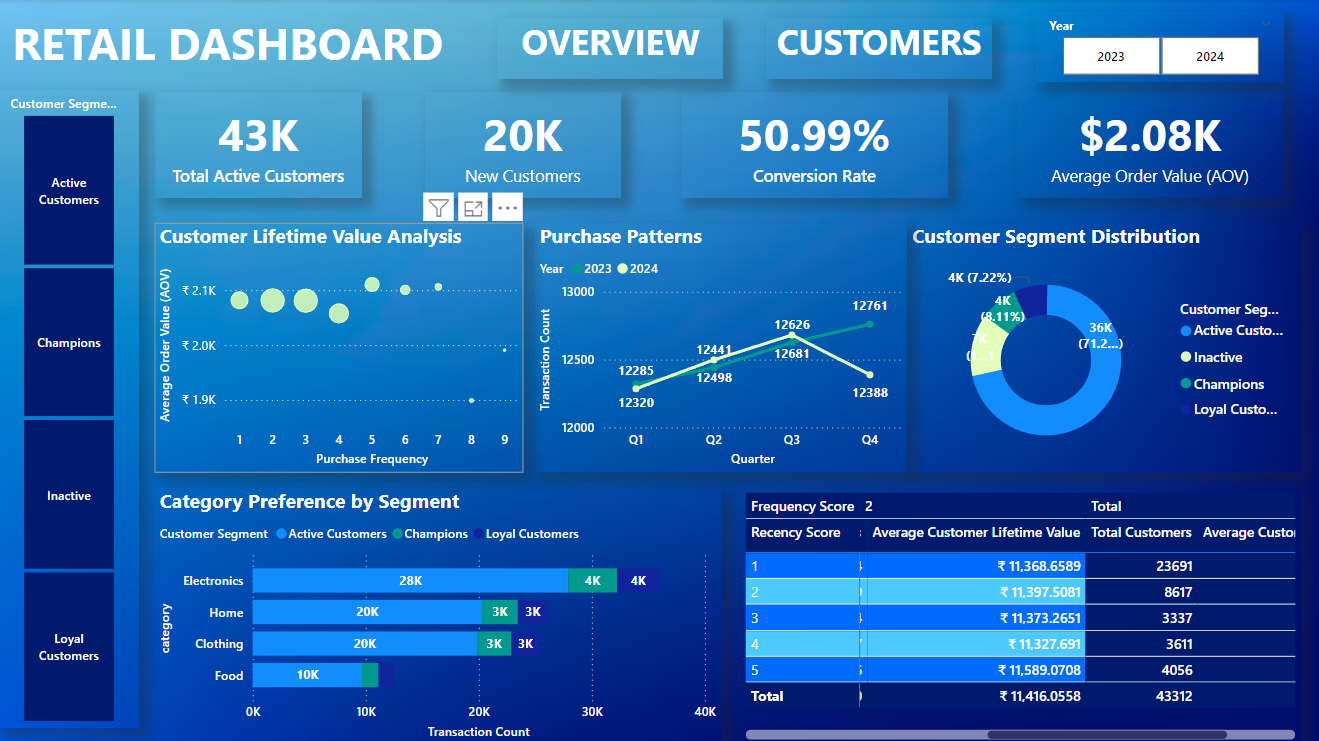 RETAIL DASHBOARD
OVERVIEW
CUSTOMERS
Year
2023
2024
Customer Segme...
Active
Customers
Champions
Inactive
Loyal
Customers
43K
Total Active Customers
20K
New Customers
50.99%
Conversion Rate
$2.08K
Average Order Value (AOV)
Customer Lifetime Value Analysis
Average Order Value (AOV)
₹ 2.1K
₹ 2.0K
₹ 1.9K
1 2 3 4 5 6 7 8 9
Purchase Frequency
Purchase Patterns
Year 2023 2024
Transaction Count
13000
12500
12000
12285
12320
12441
12498
12626
12681
12761
12388
Q1 Q2 Q3 Q4
Quarter
Customer Segment Distribution
4K (7.22%)
4K
(8.11%)
36K
(71.2...)
Customer Seg...
Active Custo...
Inactive
Champions
Loyal Custo...
Category Preference by Segment
Customer Segment Active Customers Champions Loyal Customers
category
Electronics 28K 4K 4K
Home 20K 3K 3K
Clothing 20K 3K 3K
Food 10K
0K 10K 20K 30K 40K
Transaction Count
Frequency Score 2 Total
Recency Score Average Customer Lifetime Value Total Customers Average Custo
1 ₹ 11,368.6589 23691
2 ₹ 11,397.5081 8617
3 ₹ 11,373.2651 3337
4 ₹ 11,327.691 3611
5 ₹ 11,589.0708 4056
Total ₹ 11,416.0558 43312